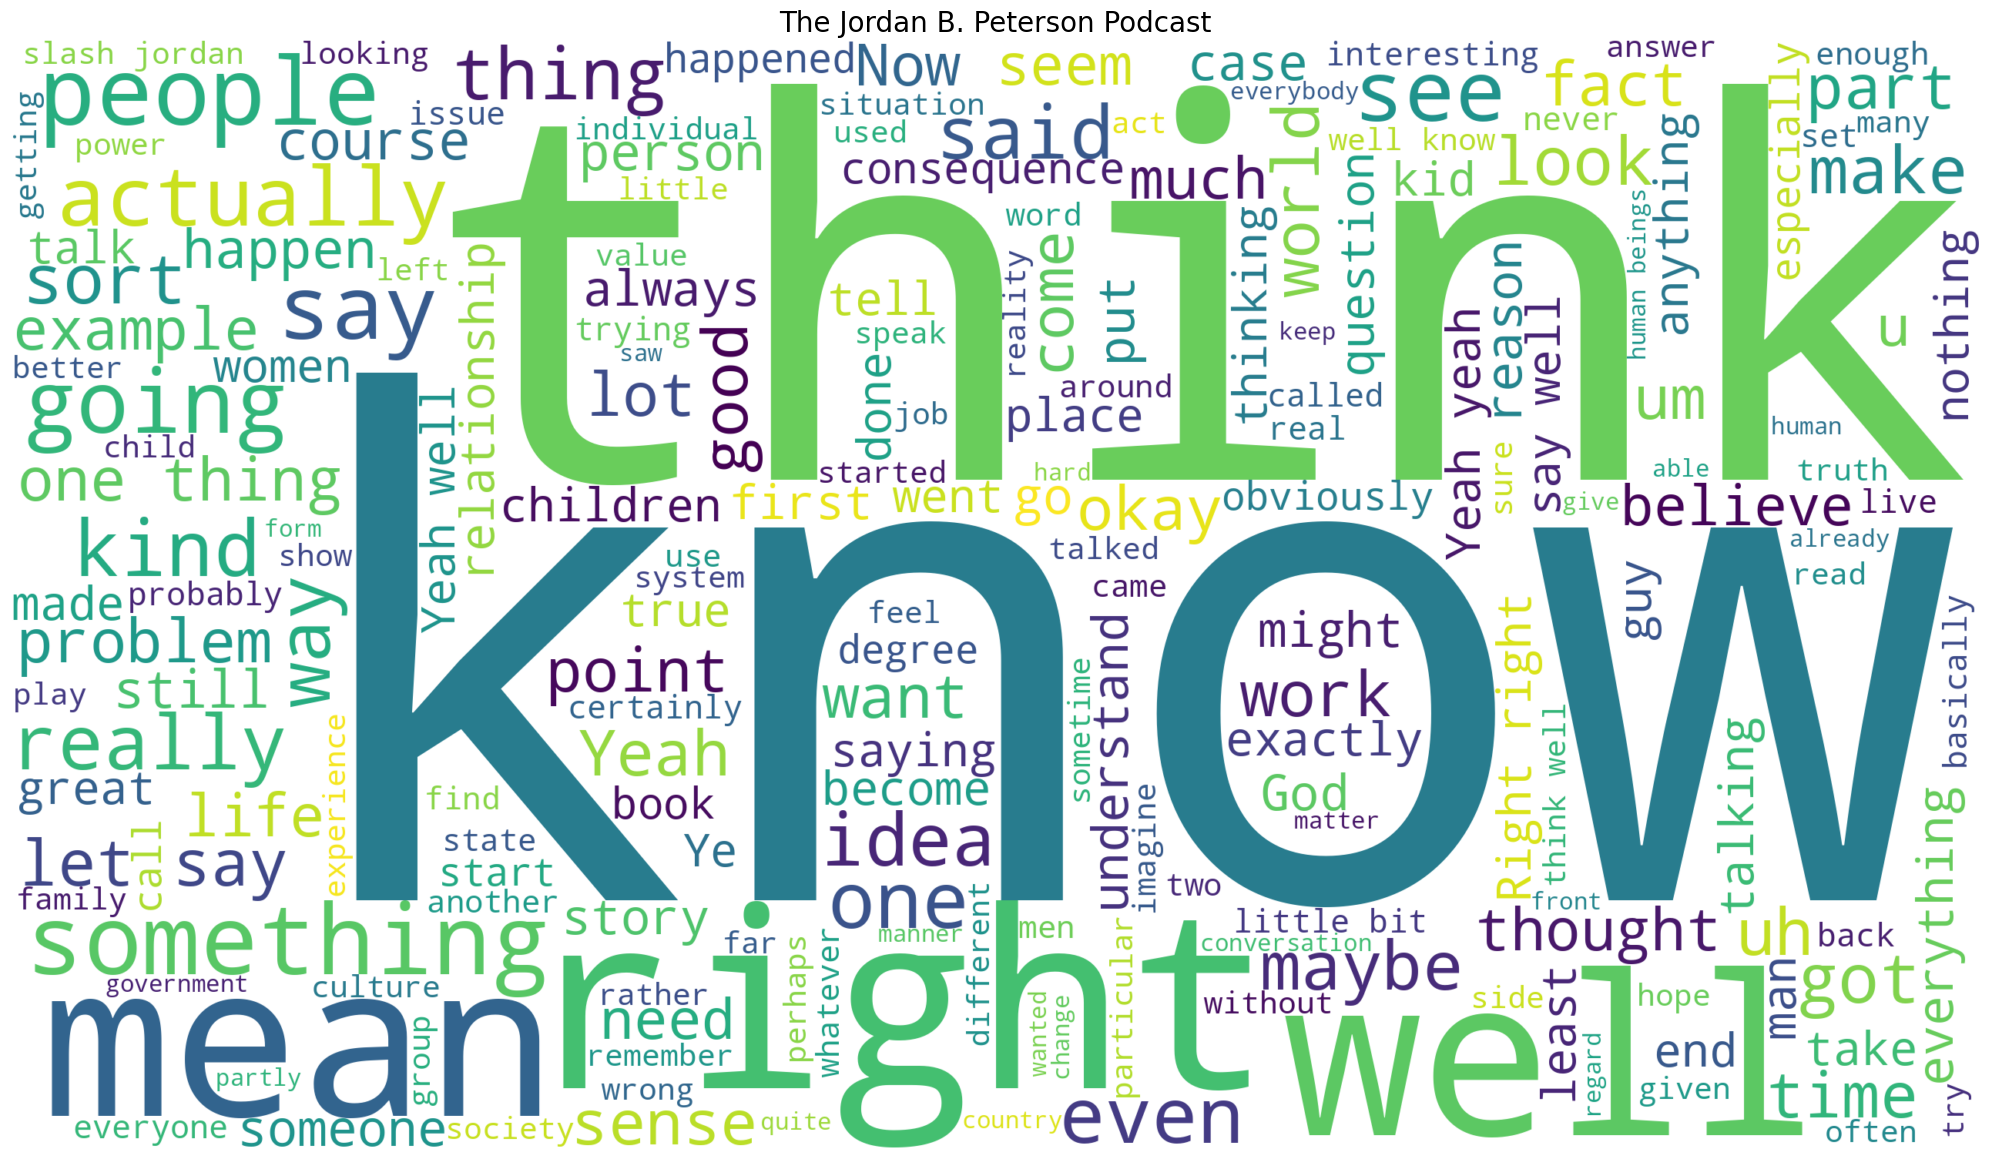 The Jordan B. Peterson Podcast
slash jordan
looking
thing
happened
Now
seem
case
interesting
answer
enough
people
issue
situation
everybody
see
fact
part
getting
power
course
individual
used
said
act
well know
never
set
many
actually
person
little
consequence
much
world
question
kid
look
anything
especially
make
think
talk
happen
left
relationship
value
word
reality
come
thinking
human beings
reason
nothing
sort
say
always
tell
put
example
trying
speak
keep
Yeah yeah
say well
u
better
women
saw
good
lot
done
job
around
place
called
real
um
human
going
child
Yeah well
started
hard
sure
able
truth
one thing
children
first
went
go
okay
obviously
give
believe
live
kind
form
show
use
talked
already
know
made
probably
way
system
true
came
guy
read
problem
feel
degree
might
Right right
basically
play
still
point
certainly
want
sometime
understand
work
think well
talking
really
experience
Yeah
saying
exactly
great
find
book
become
God
matter
life
call
state
Ye
idea
imagine
everything
let say
start
two
family
another
one
front
something
story
far
perhaps
whatever
manner
different
men
particular
conversation
little bit
thought
uh
back
government
culture
rather
right
maybe
without
side
least
hope
man
got
mean
group
need
wanted
change
well
partly
remember
wrong
regard
end
given
take
time
everyone
someone
society
sense
quite
country
even
often
try